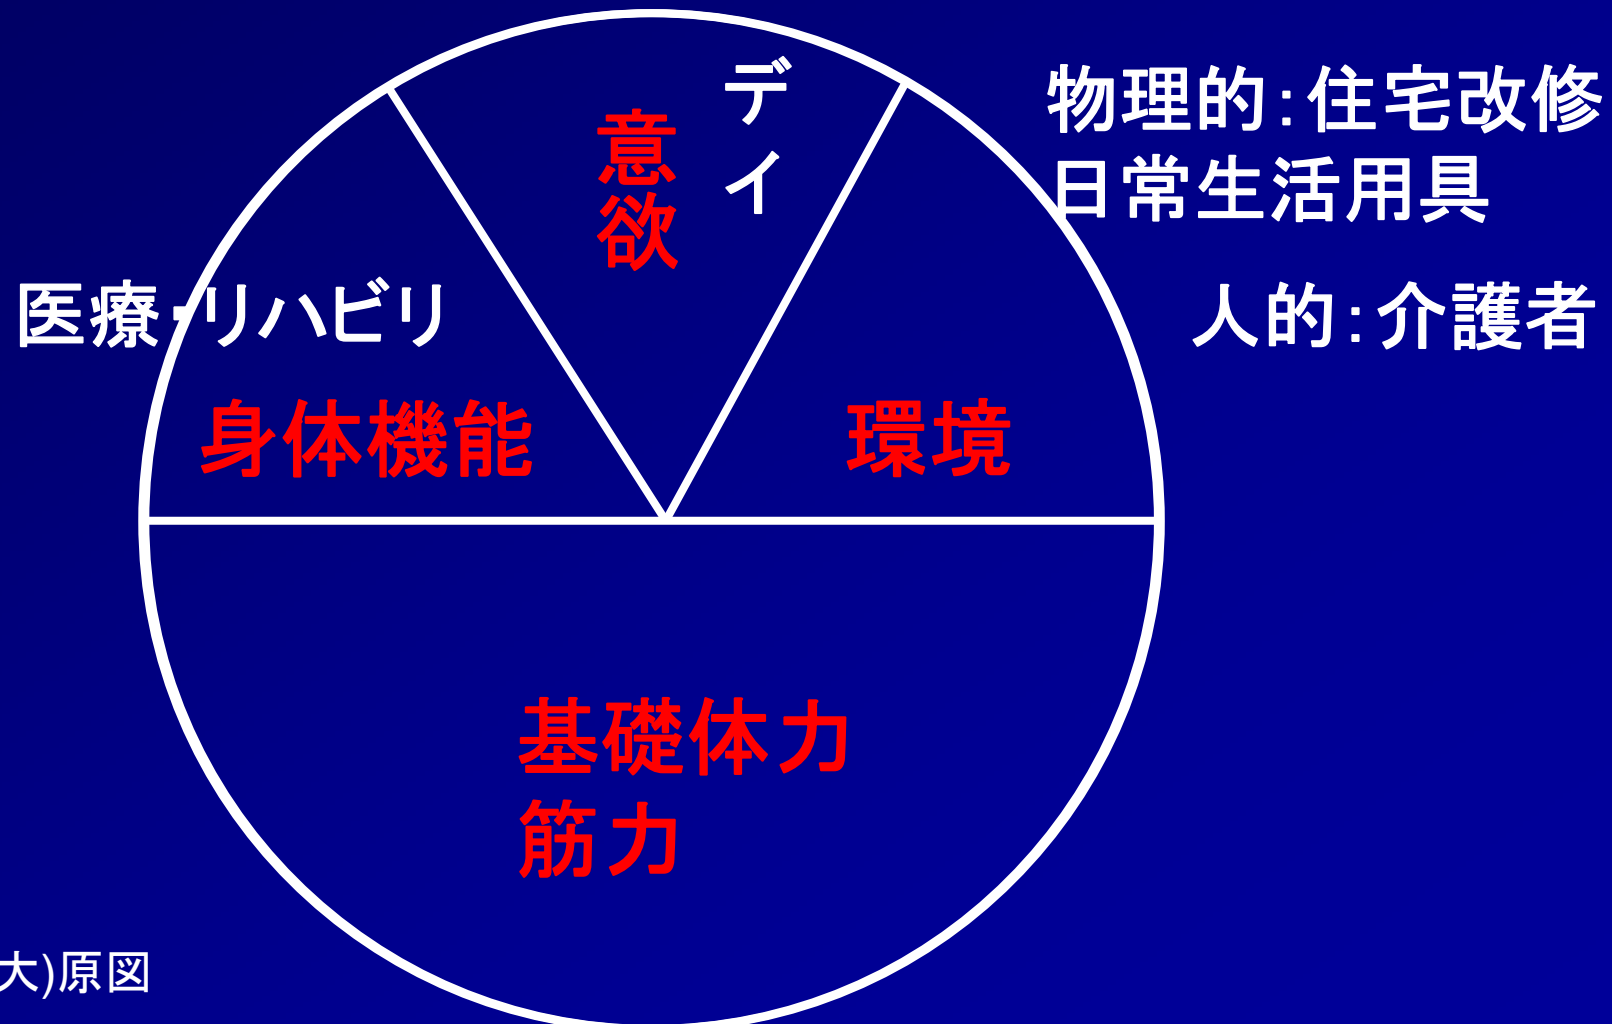 デイ
意欲
物理的：住宅改修
日常生活用具
人的：介護者
医療・リハビリ
身体機能
環境
基礎体力
筋力
大)原図